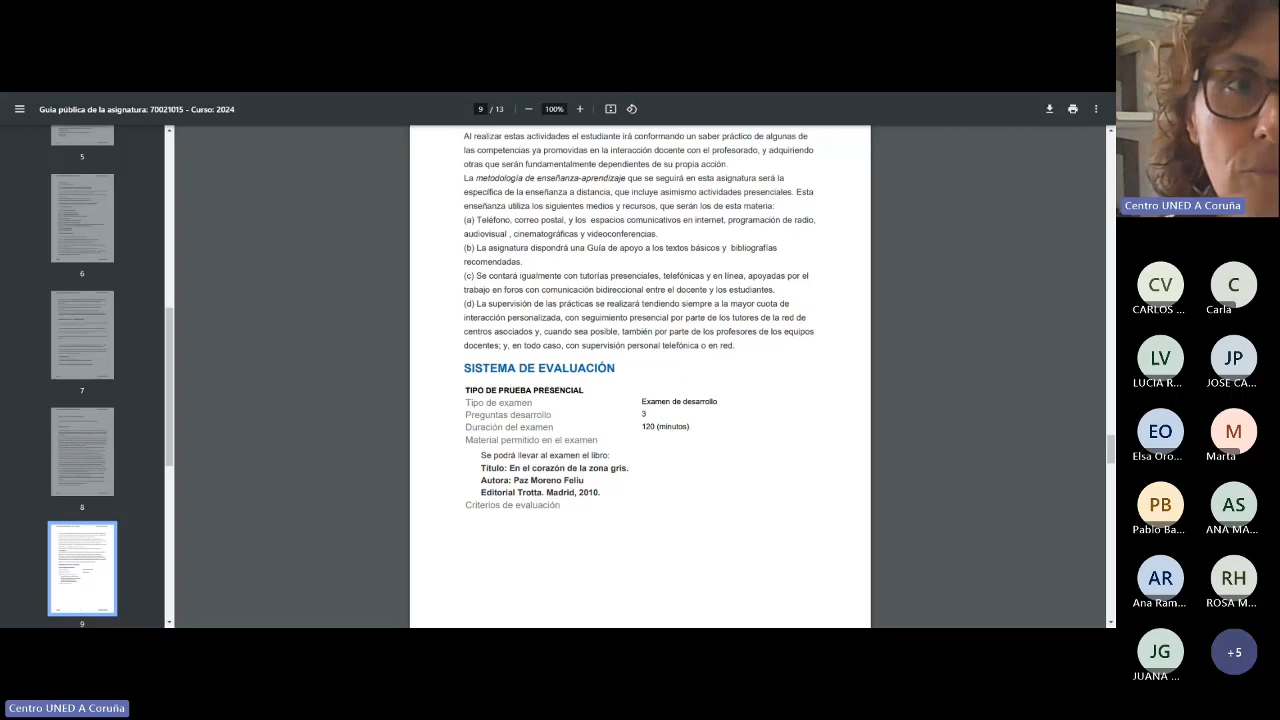 Guia pública de la asignatura: 70021015 - Curso: 2024
9 / 13
100%
5
6
7
8
9
Al realizar estas actividades el estudiante irá conformando un saber práctico de algunas de
las competencias ya promovidas en la interacción docente con el profesorado, y adquiriendo
otras que serán fundamentalmente dependientes de su propia acción.
La metodología de enseñanza-aprendizaje que se seguirá en esta asignatura será la
específica de la enseñanza a distancia, que incluye asimismo actividades presenciales. Esta
enseñanza utiliza los siguientes medios y recursos, que serán los de esta materia:
(a) Teléfono, correo postal, y los espacios comunicativos en internet, programación de radio,
audiovisual , cinematográficas y videoconferencias.
(b) La asignatura dispondrá una Guía de apoyo a los textos básicos y bibliografías
recomendadas.
(c) Se contará igualmente con tutorías presenciales, telefónicas y en línea, apoyadas por el
trabajo en foros con comunicación bidireccional entre el docente y los estudiantes.
(d) La supervisión de las prácticas se realizará tendiendo siempre a la mayor cuota de
interacción personalizada, con seguimiento presencial por parte de los tutores de la red de
centros asociados y, cuando sea posible, también por parte de los profesores de los equipos
docentes; y, en todo caso, con supervisión personal telefónica o en red.
SISTEMA DE EVALUACIÓN
TIPO DE PRUEBA PRESENCIAL
Tipo de examen Examen de desarrollo
Preguntas desarrollo 3
Duración del examen 120 (minutos)
Material permitido en el examen
Se podrá llevar al examen el libro:
Título: En el corazón de la zona gris.
Autora: Paz Moreno Feliu
Editorial Trotta. Madrid, 2010.
Criterios de evaluación
Centro UNED A Coruña
CV C
CARLOS ... Carla
LV JP
LUCIA R... JOSE CA...
EO M
Elsa Oro... Marta
PB AS
Pablo Ba... ANA MA...
AR RH
Ana Ram... ROSA M...
JG +5
JUANA ...
Centro UNED A Coruña